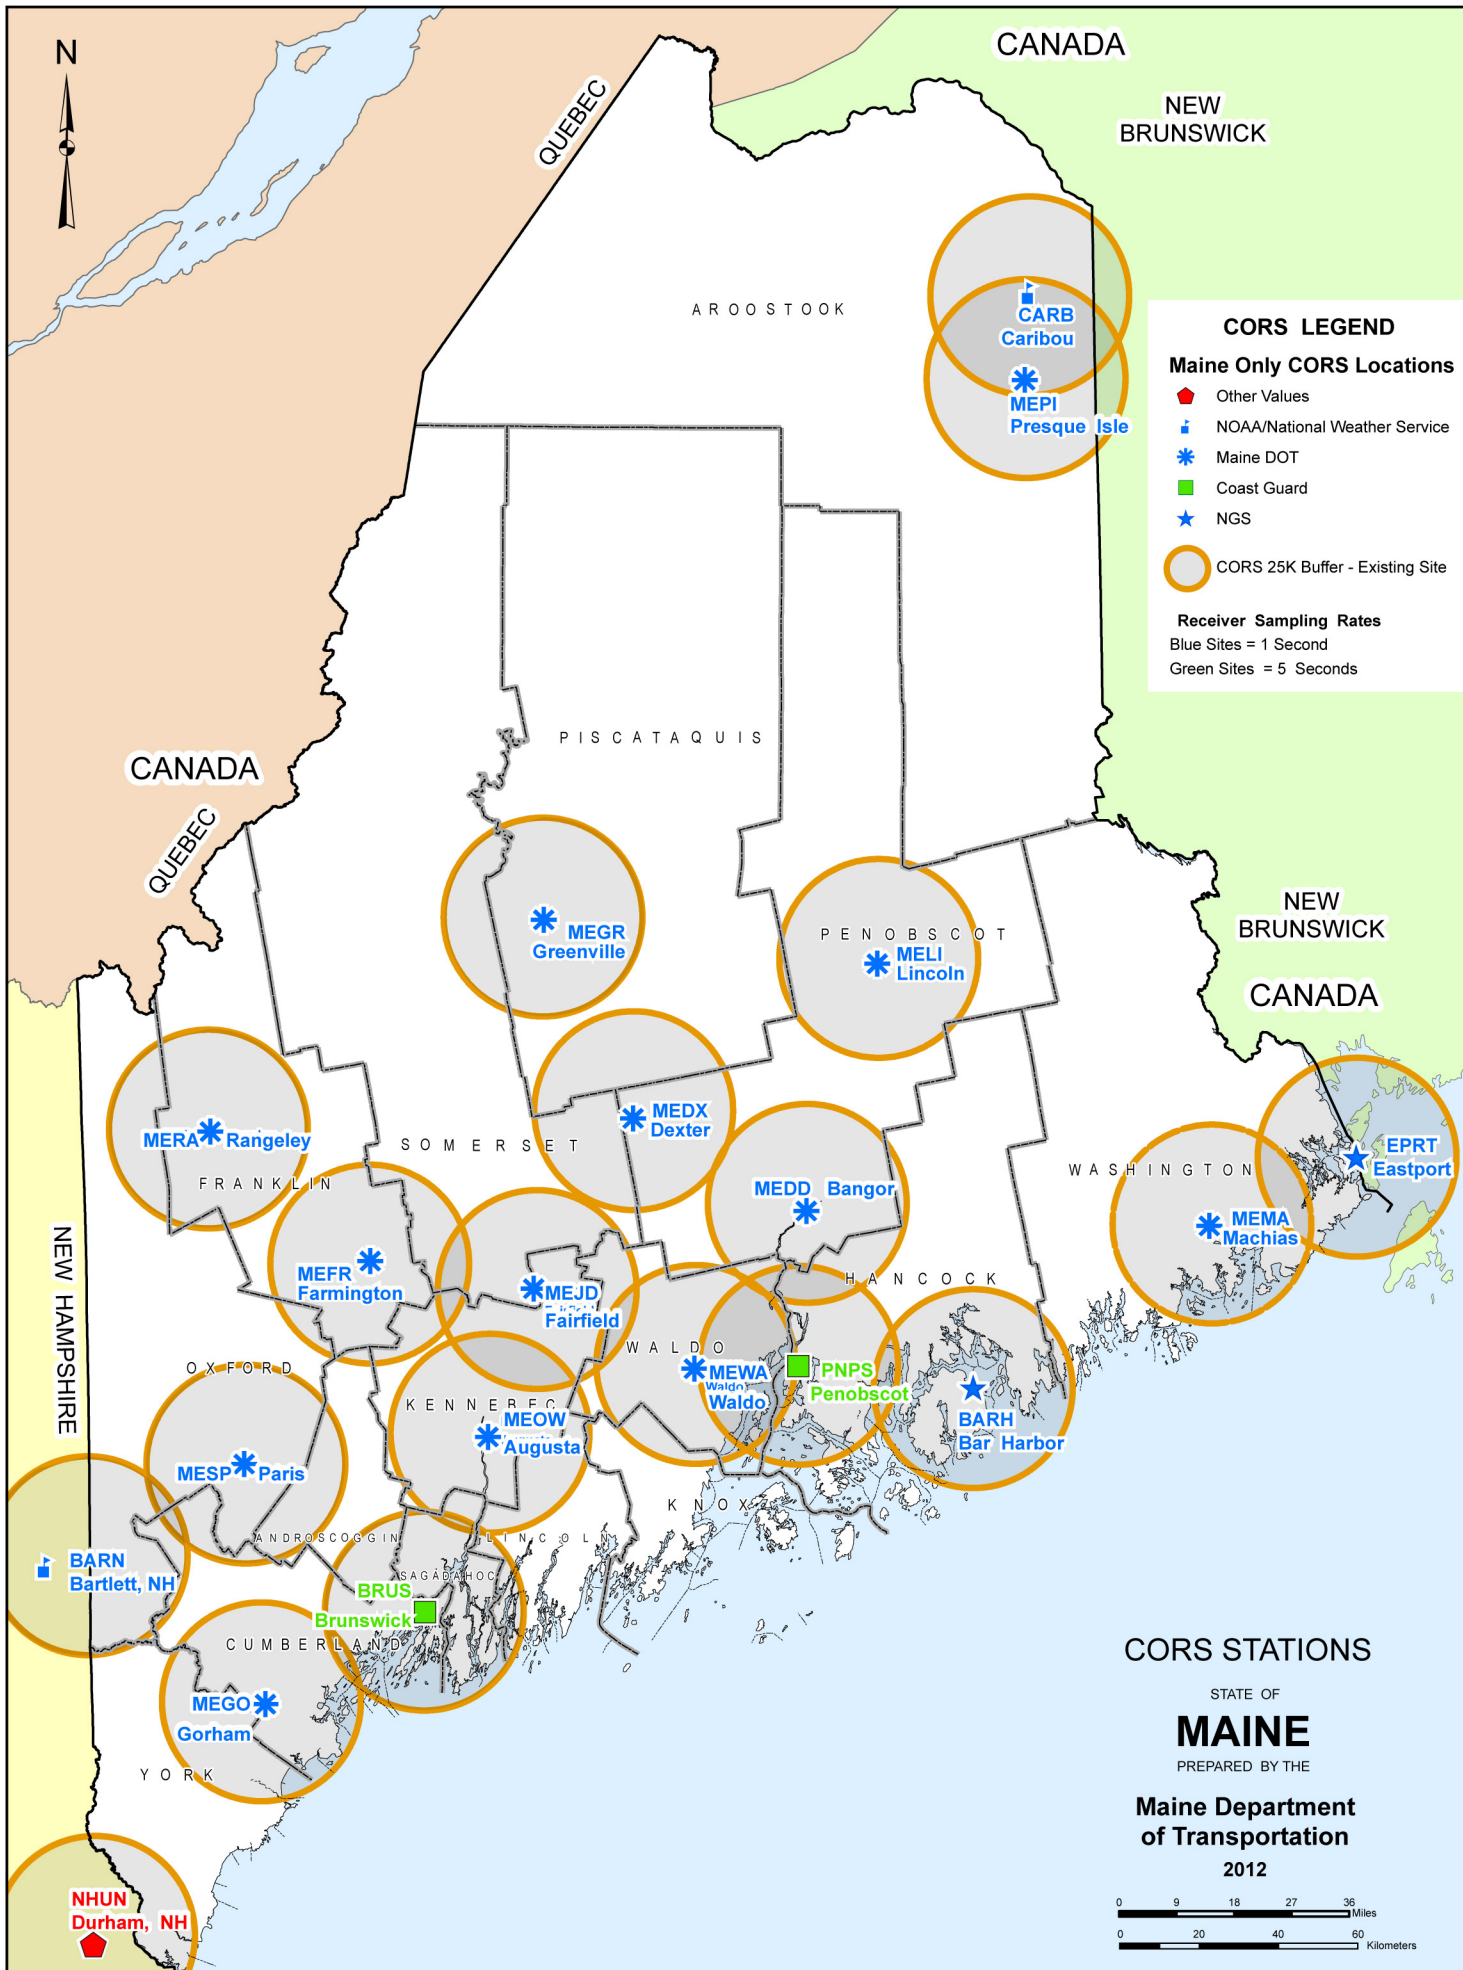 N
CANADA
NEW
BRUNSWICK
QUEBEC
AROOSTOOK
CARB
Caribou
MEPI
Presque Isle
CORS LEGEND
Maine Only CORS Locations
Other Values
NOAA/National Weather Service
Maine DOT
Coast Guard
NGS
CORS 25K Buffer - Existing Site
Receiver Sampling Rates
Blue Sites = 1 Second
Green Sites = 5 Seconds
PISCATAQUIS
CANADA
QUEBEC
MEGR
Greenville
PENOBSCOT
MELI
Lincoln
NEW
BRUNSWICK
CANADA
MERA Rangeley
FRANKLIN
SOMERSET
MEDX
Dexter
MEDD Bangor
WASHINGTON
EPRT
Eastport
MEMA
Machias
NEW HAMPSHIRE
MEFR
Farmington
MEJD
Fairfield
HANCOCK
WALDO
MEWA
Waldo
Waldo
PNPS
Penobscot
BARH
Bar Harbor
OXFORD
KENNEBEC
MEOW
Augusta
MESP Paris
KNOX
ANDROSCOGGIN
LINCOLN
BARN
Bartlett, NH
SAGADAHOC
BRUS
Brunswick
CUMBERLAND
MEGO
Gorham
YORK
NHUN
Durham, NH
CORS STATIONS
STATE OF
MAINE
PREPARED BY THE
Maine Department
of Transportation
2012
0 9 18 27 36
Miles
0 20 40 60
Kilometers